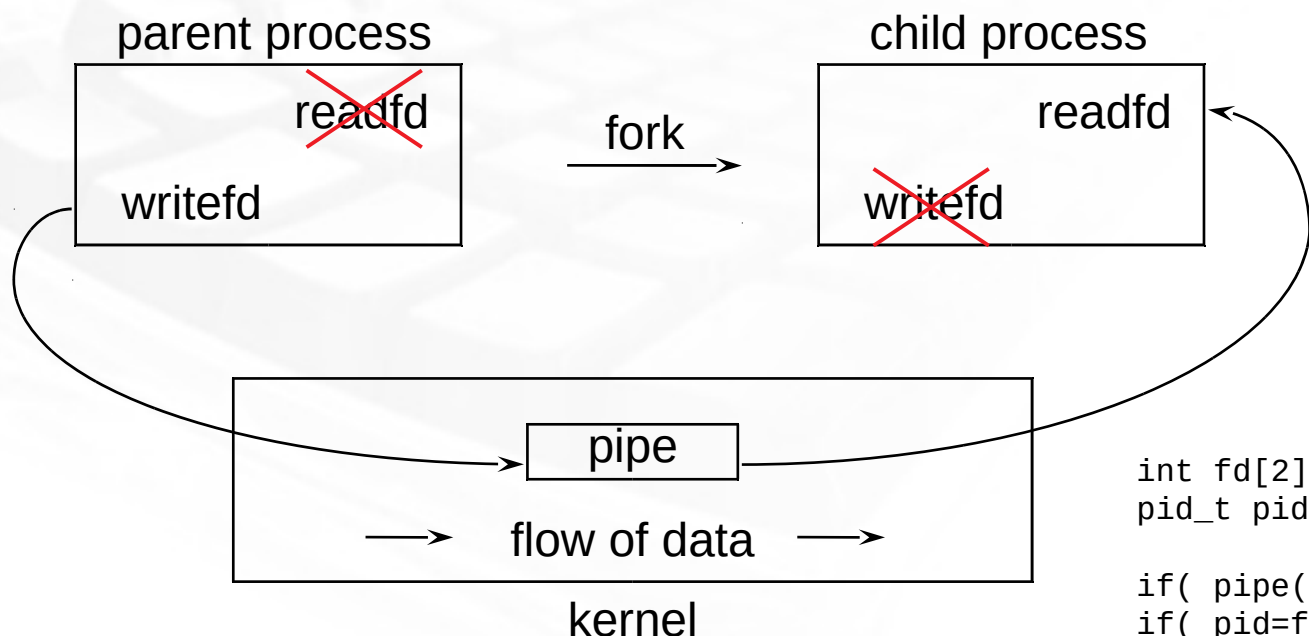 parent process
child process
readfd
readfd
fork
writefd
writefd
pipe
flow of data
kernel
int fd[2]
pid_t pid
if( pipe(
if( pid=f